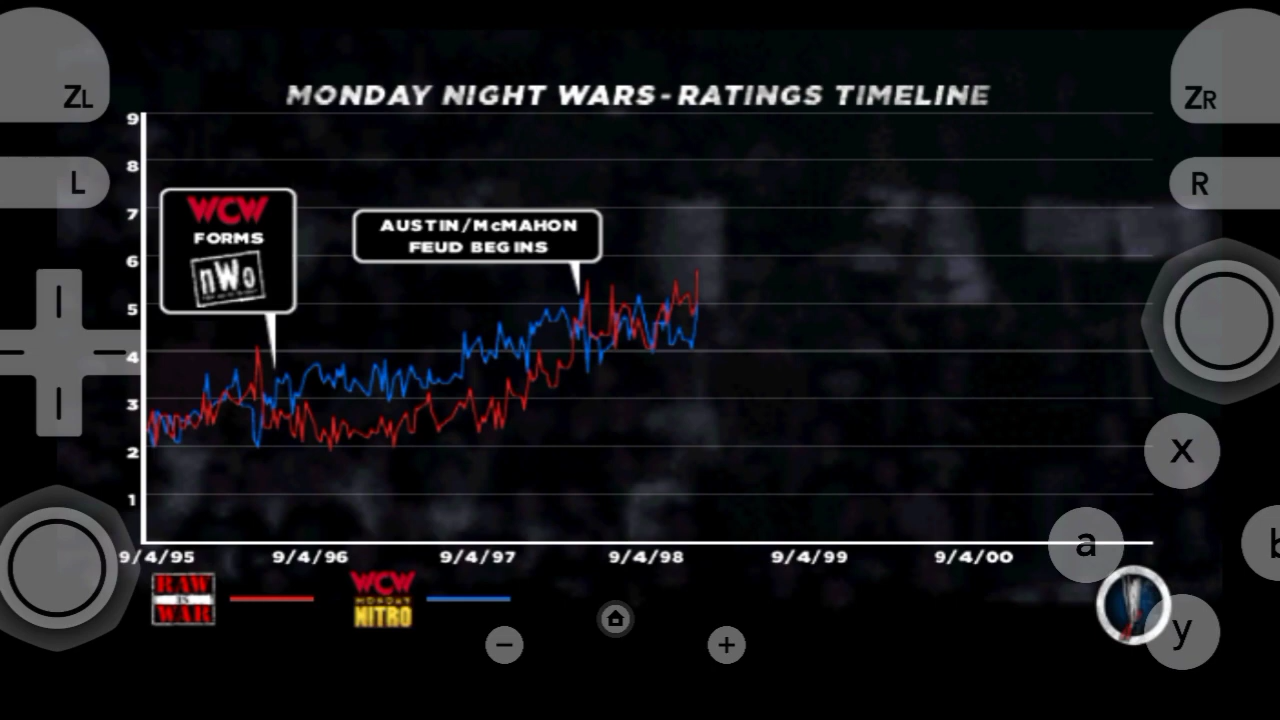 ZL
ZR
L
R
MONDAY NIGHT WARS - RATINGS TIMELINE
9
8
7
6
5
4
3
2
1
WCW
FORMS
nWo
AUSTIN/McMAHON
FEUD BEGINS
9/4/95 9/4/96 9/4/97 9/4/98 9/4/99 9/4/00
RAW
IS
WAR
WCW
MONDAY
NITRO
X
a
b
y
−
+